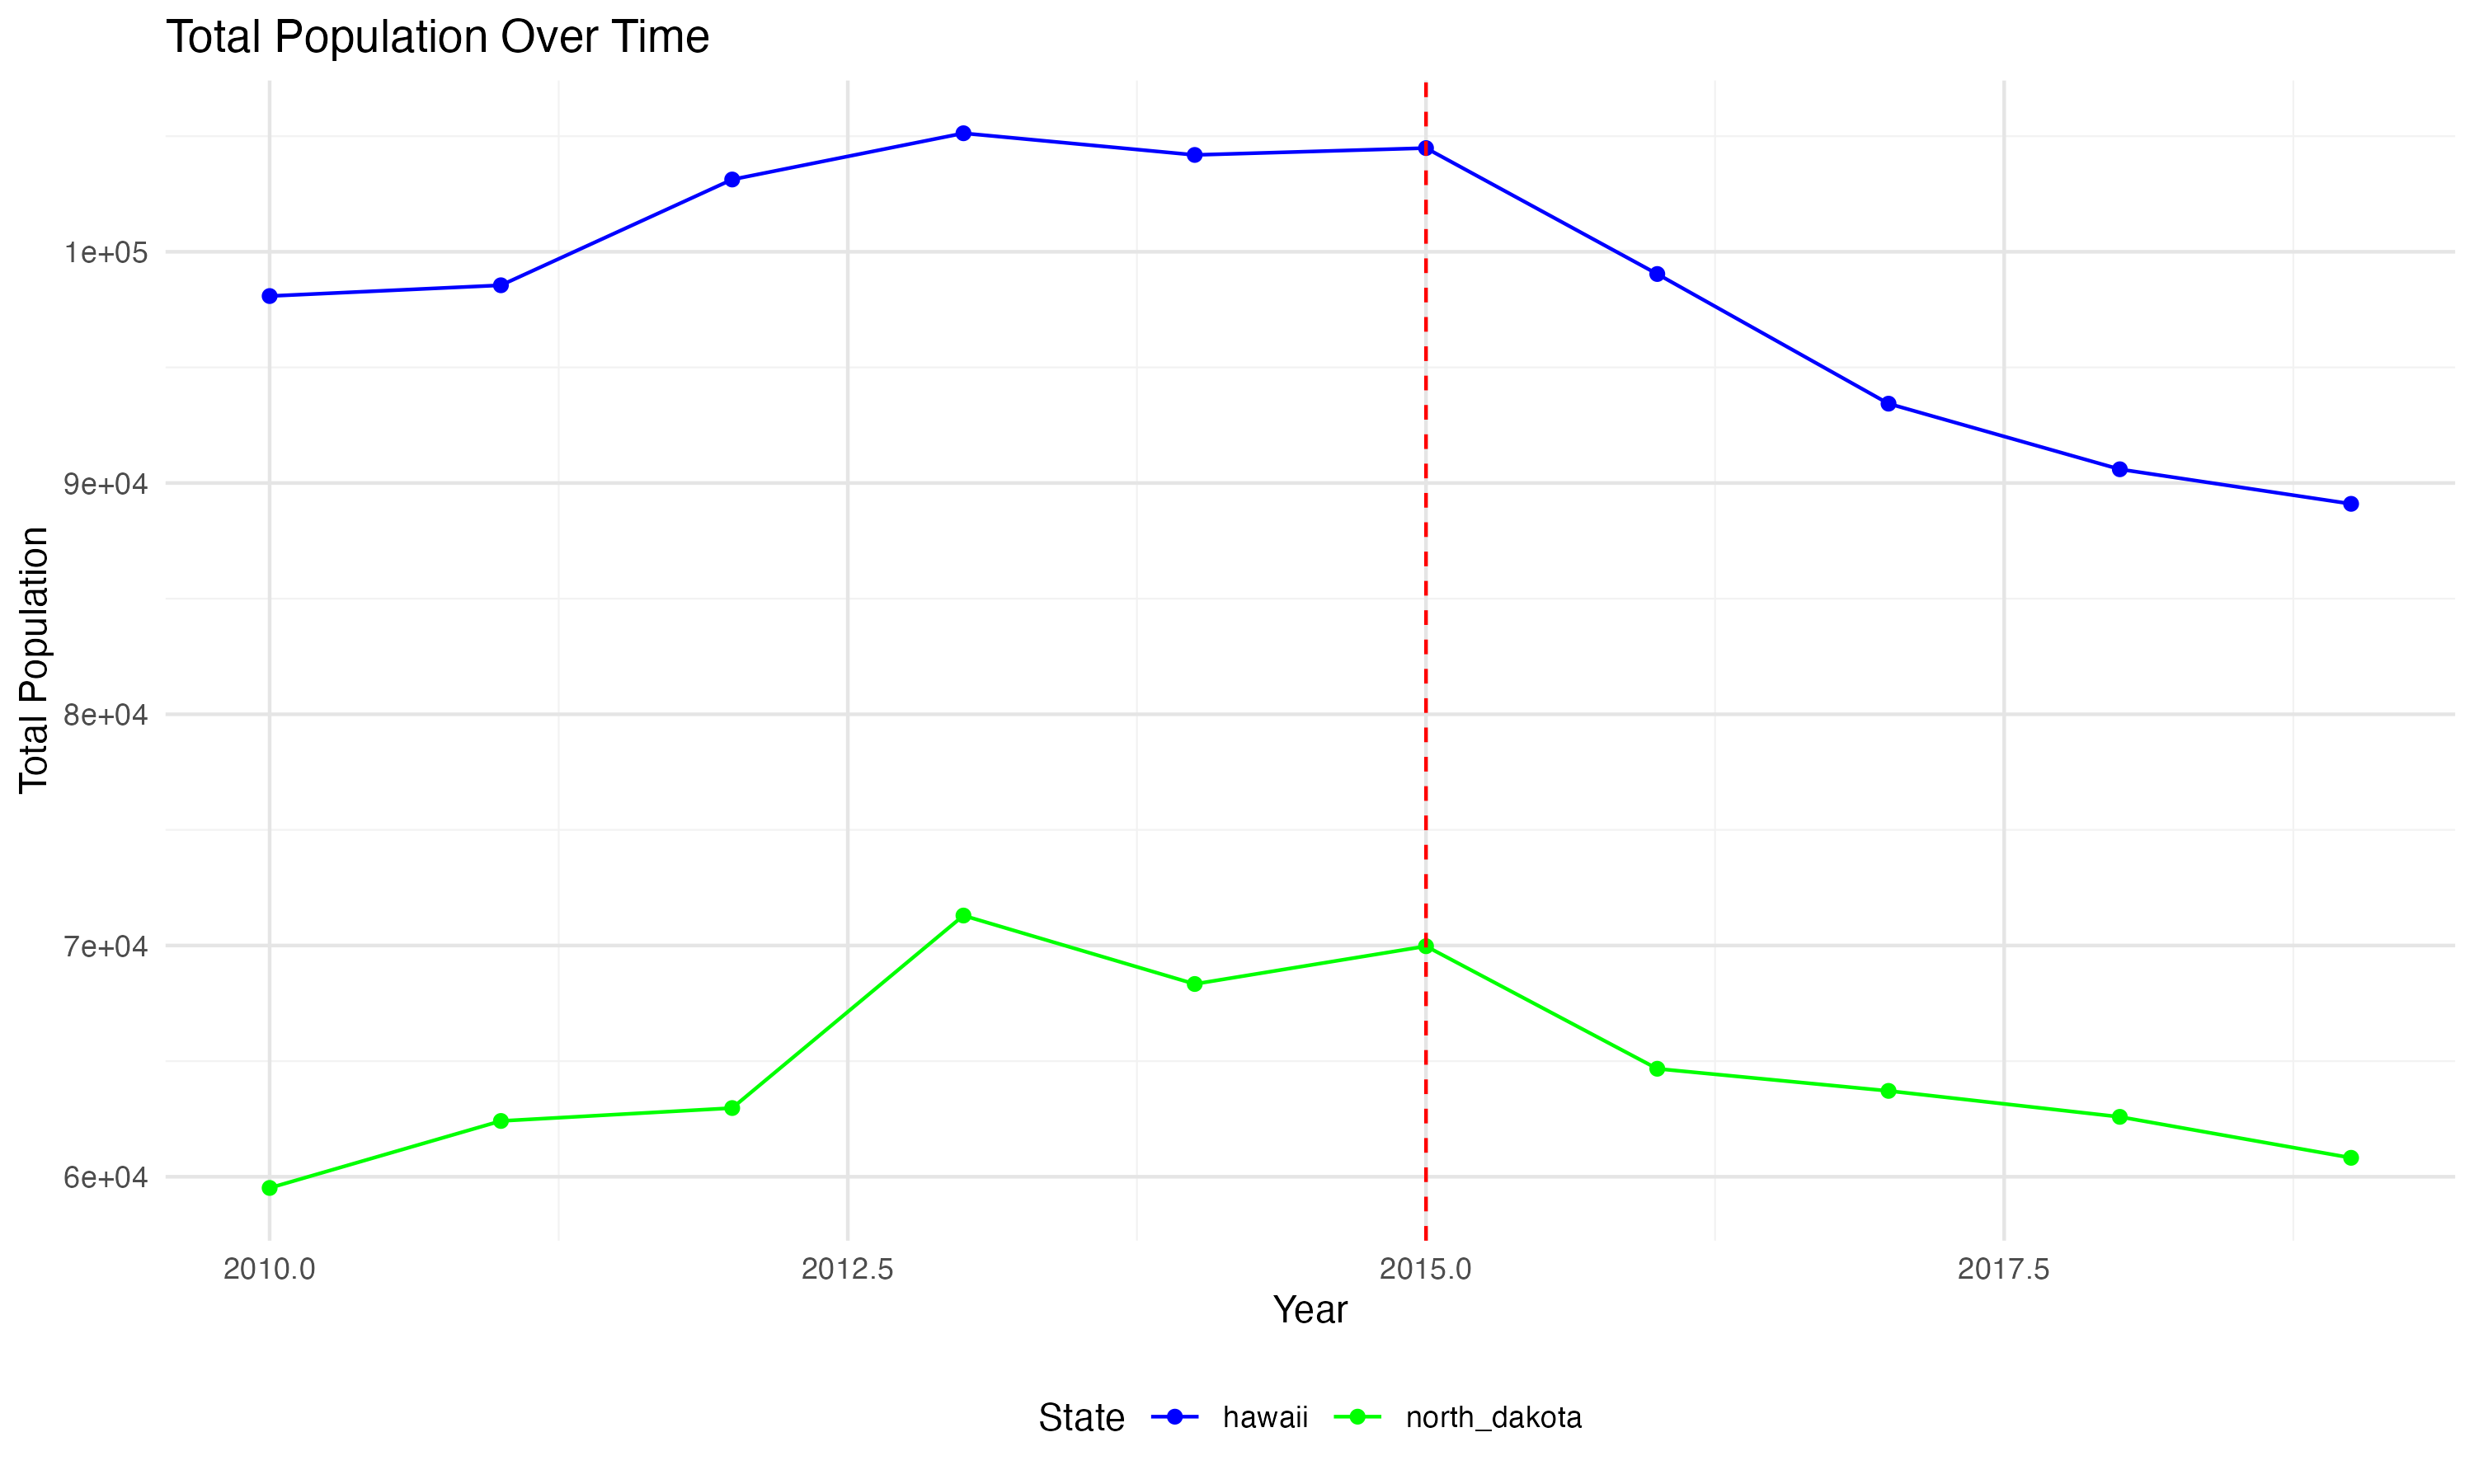 Total Population Over Time
Total Population
1e+05
9e+04
8e+04
7e+04
6e+04
2010.0 2012.5 2015.0 2017.5
Year
State hawaii north_dakota